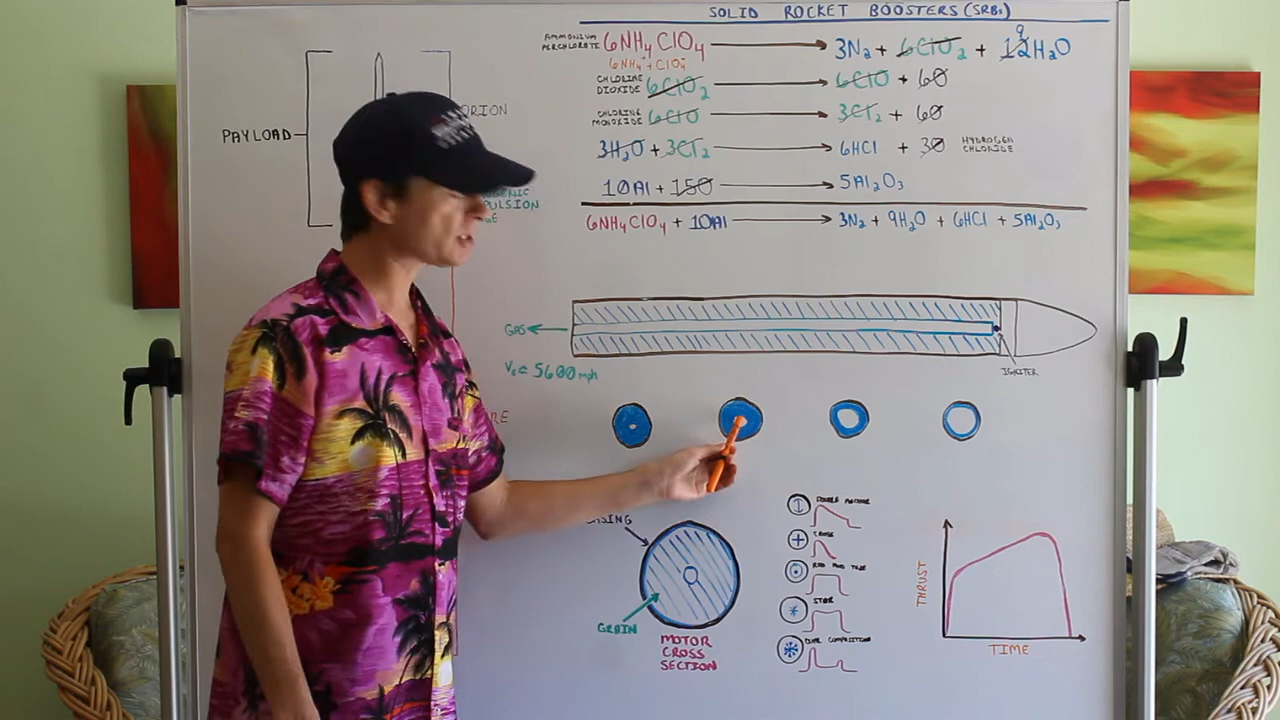 SOLID ROCKET BOOSTERS (SRBs)
AMMONIUM PERCHLORATE 6NH₄ClO₄ → 3N₂ + 6ClO₂ + 12 9 H₂O
6NH₄⁺ + ClO₄⁻
CHLORINE DIOXIDE 6ClO₂ → 6ClO + 6O
CHLORINE MONOXIDE 6ClO → 3Cl₂ + 6O
3H₂O + 3Cl₂ → 6HCl + 3O HYDROGEN CHLORIDE
10Al + 15O → 5Al₂O₃
6NH₄ClO₄ + 10Al → 3N₂ + 9H₂O + 6HCl + 5Al₂O₃
PAYLOAD
ORION
GAS
IGNITER
5600 mph
CASING
GRAIN
MOTOR
CROSS
SECTION
DOUBLE ANCHOR
CROSS
ROD AND TUBE
STAR
DUAL COMPOSITION
THRUST
TIME